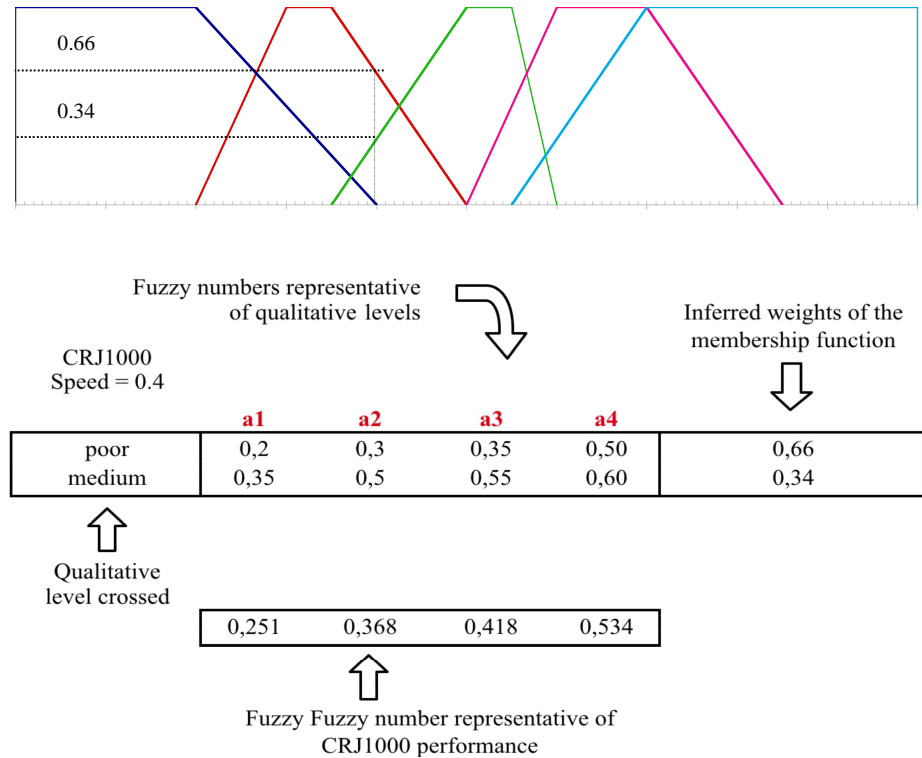 0.66
0.34
Fuzzy numbers representative
of qualitative levels
Inferred weights of the
membership function
CRJ1000
Speed = 0.4
a1 a2 a3 a4
poor 0,2 0,3 0,35 0,50 0,66
medium 0,35 0,5 0,55 0,60 0,34
Qualitative
level crossed
0,251 0,368 0,418 0,534
Fuzzy Fuzzy number representative of
CRJ1000 performance